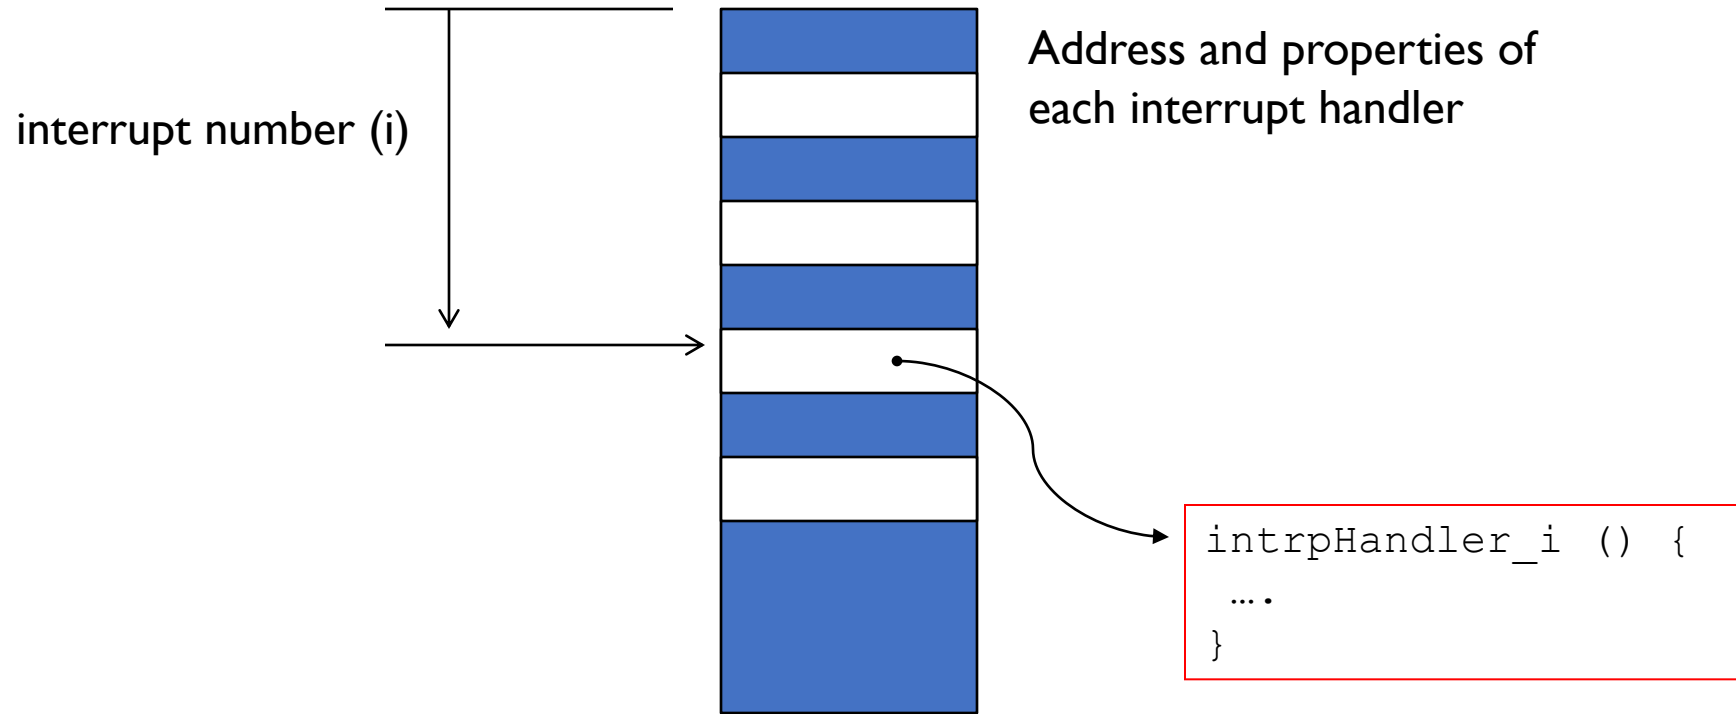 interrupt number (i)
Address and properties of
each interrupt handler
intrpHandler_i () {
….
}